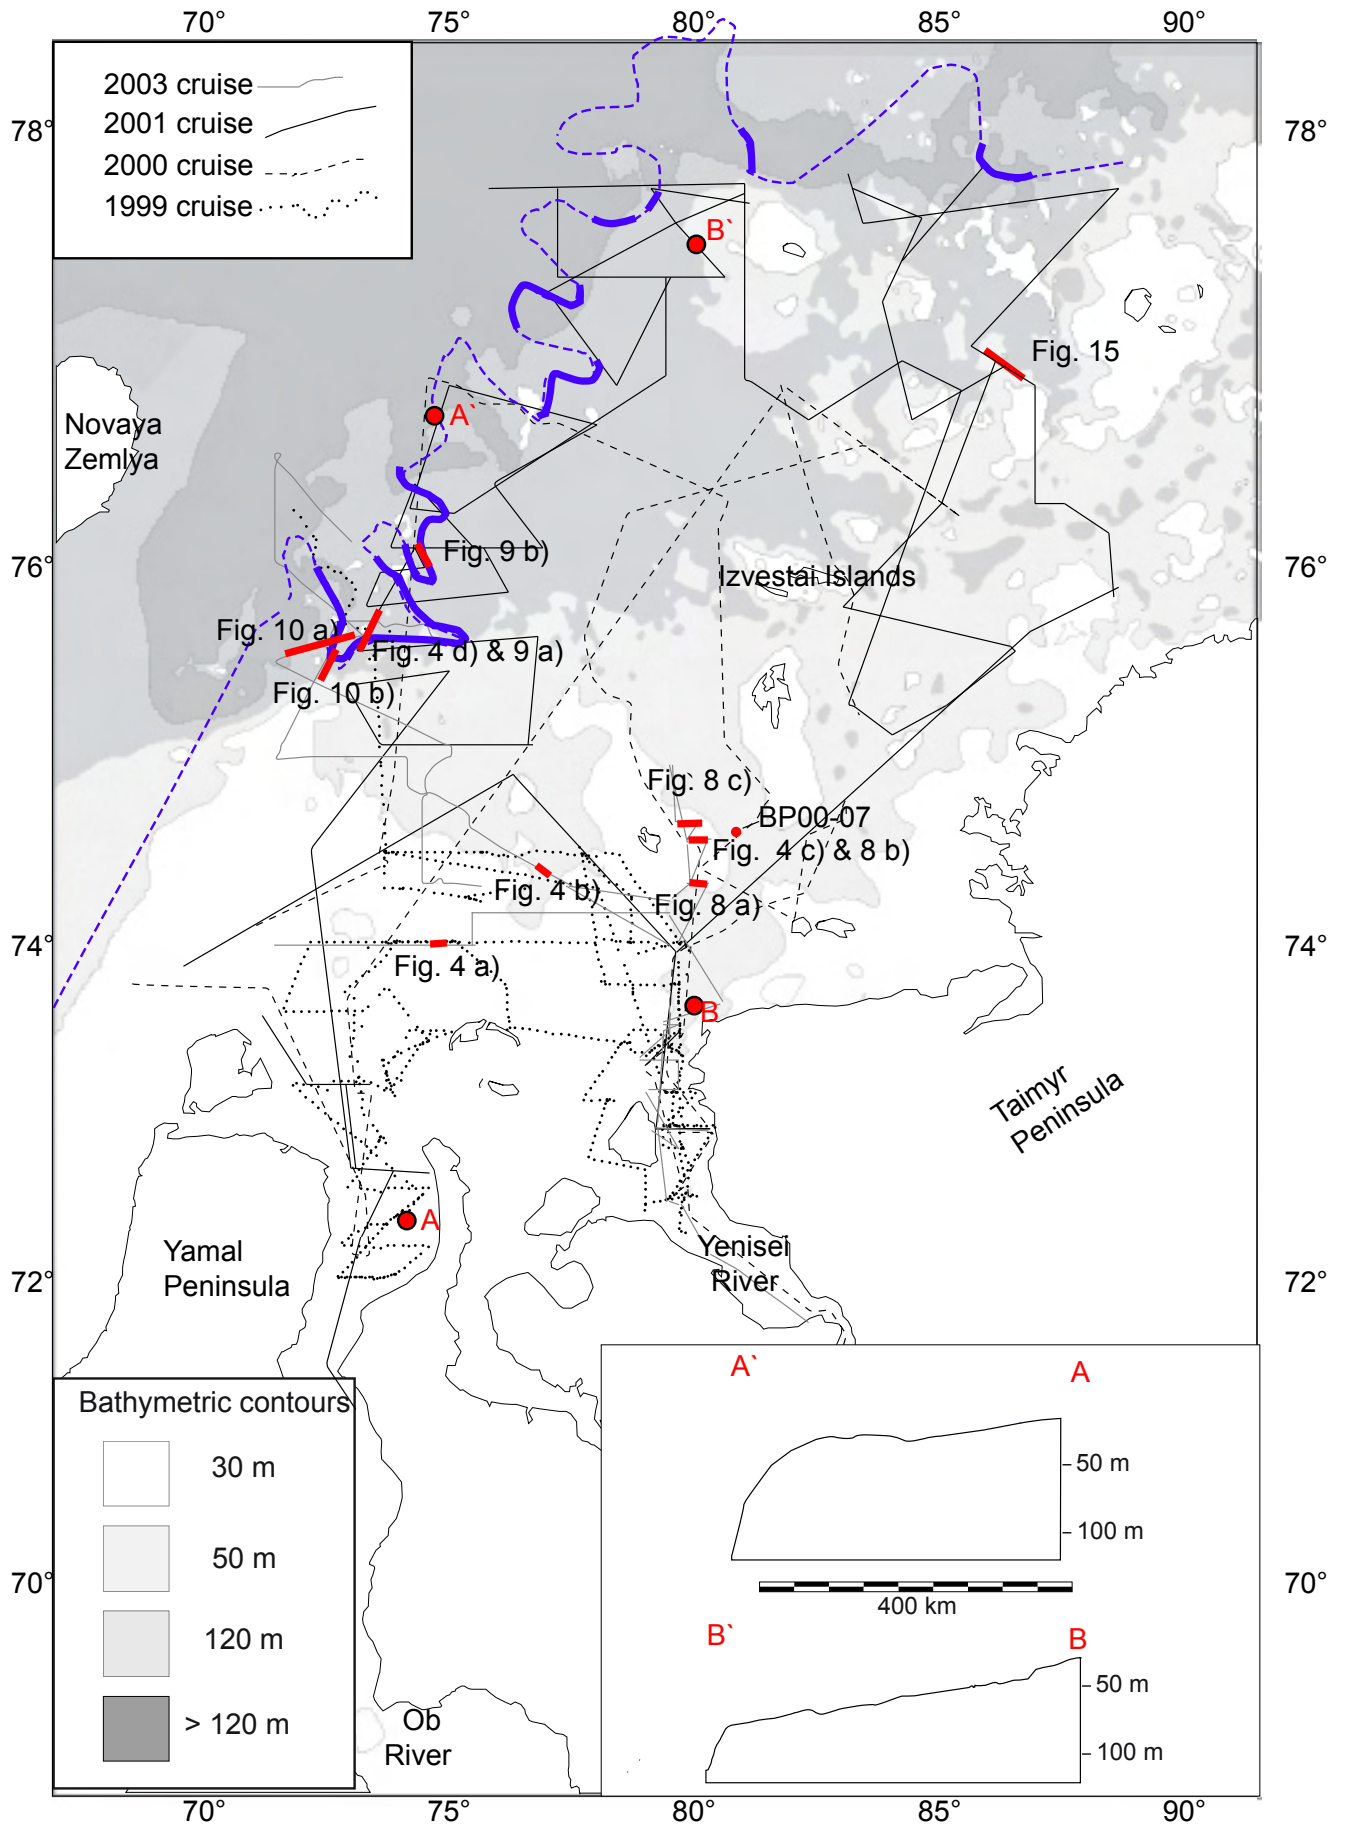 70° 75° 80° 85° 90°
2003 cruise
2001 cruise
2000 cruise
1999 cruise
78° 78°
B`
Fig. 15
A`
Novaya
Zemlya
76° 76°
Fig. 9 b)
Izvestai Islands
Fig. 10 a)
Fig. 4 d) & 9 a)
Fig. 10 b)
Fig. 8 c)
BP00-07
Fig. 4 c) & 8 b)
Fig. 4 b)
Fig. 8 a)
74° 74°
Fig. 4 a)
B
Taimyr
Peninsula
A
Yamal
Peninsula
Yenisei
River
72° 72°
A` A
50 m
100 m
400 km
B` B
50 m
100 m
Bathymetric contours
30 m
50 m
120 m
> 120 m
70° 70°
Ob
River
70° 75° 80° 85° 90°